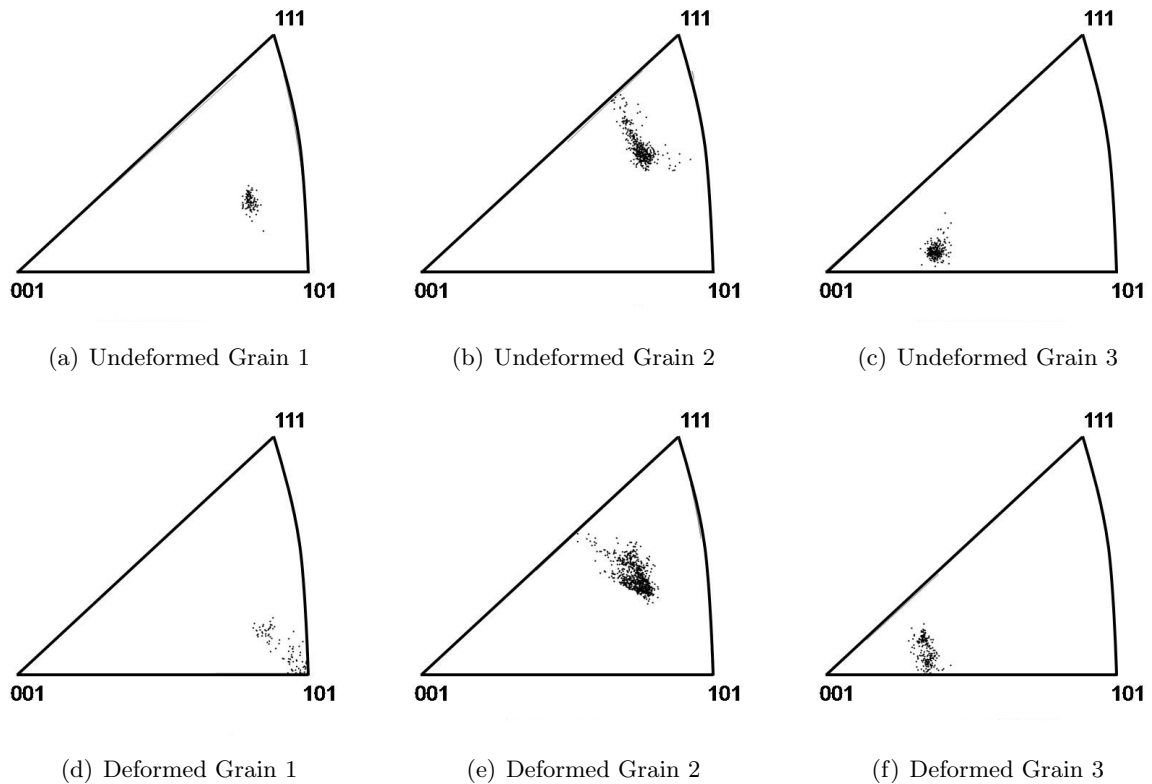 111 111 111
001 101 001 101 001 101
(a) Undeformed Grain 1 (b) Undeformed Grain 2 (c) Undeformed Grain 3
111 111 111
001 101 001 101 001 101
(d) Deformed Grain 1 (e) Deformed Grain 2 (f) Deformed Grain 3